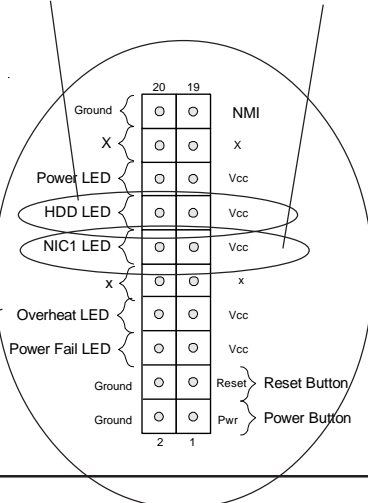 20 19
Ground NMI
X X
Power LED Vcc
HDD LED Vcc
NIC1 LED Vcc
x x
Overheat LED Vcc
Power Fail LED Vcc
Ground Reset Reset Button
Ground Pwr Power Button
2 1